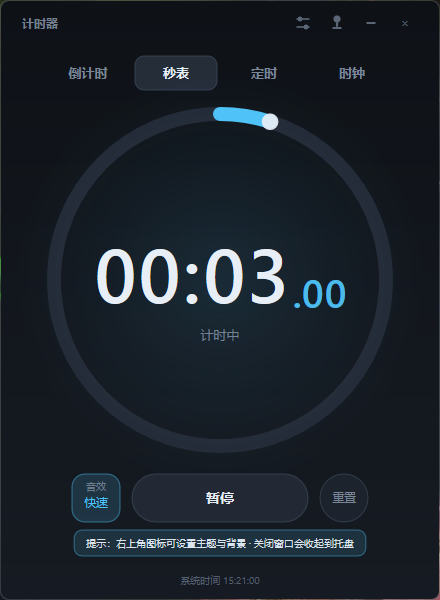 计时器
倒计时 秒表 定时 时钟
00:03.00
计时中
音效
快速
暂停
重置
提示：右上角图标可设置主题与背景 · 关闭窗口会收起到托盘
系统时间 15:21:00